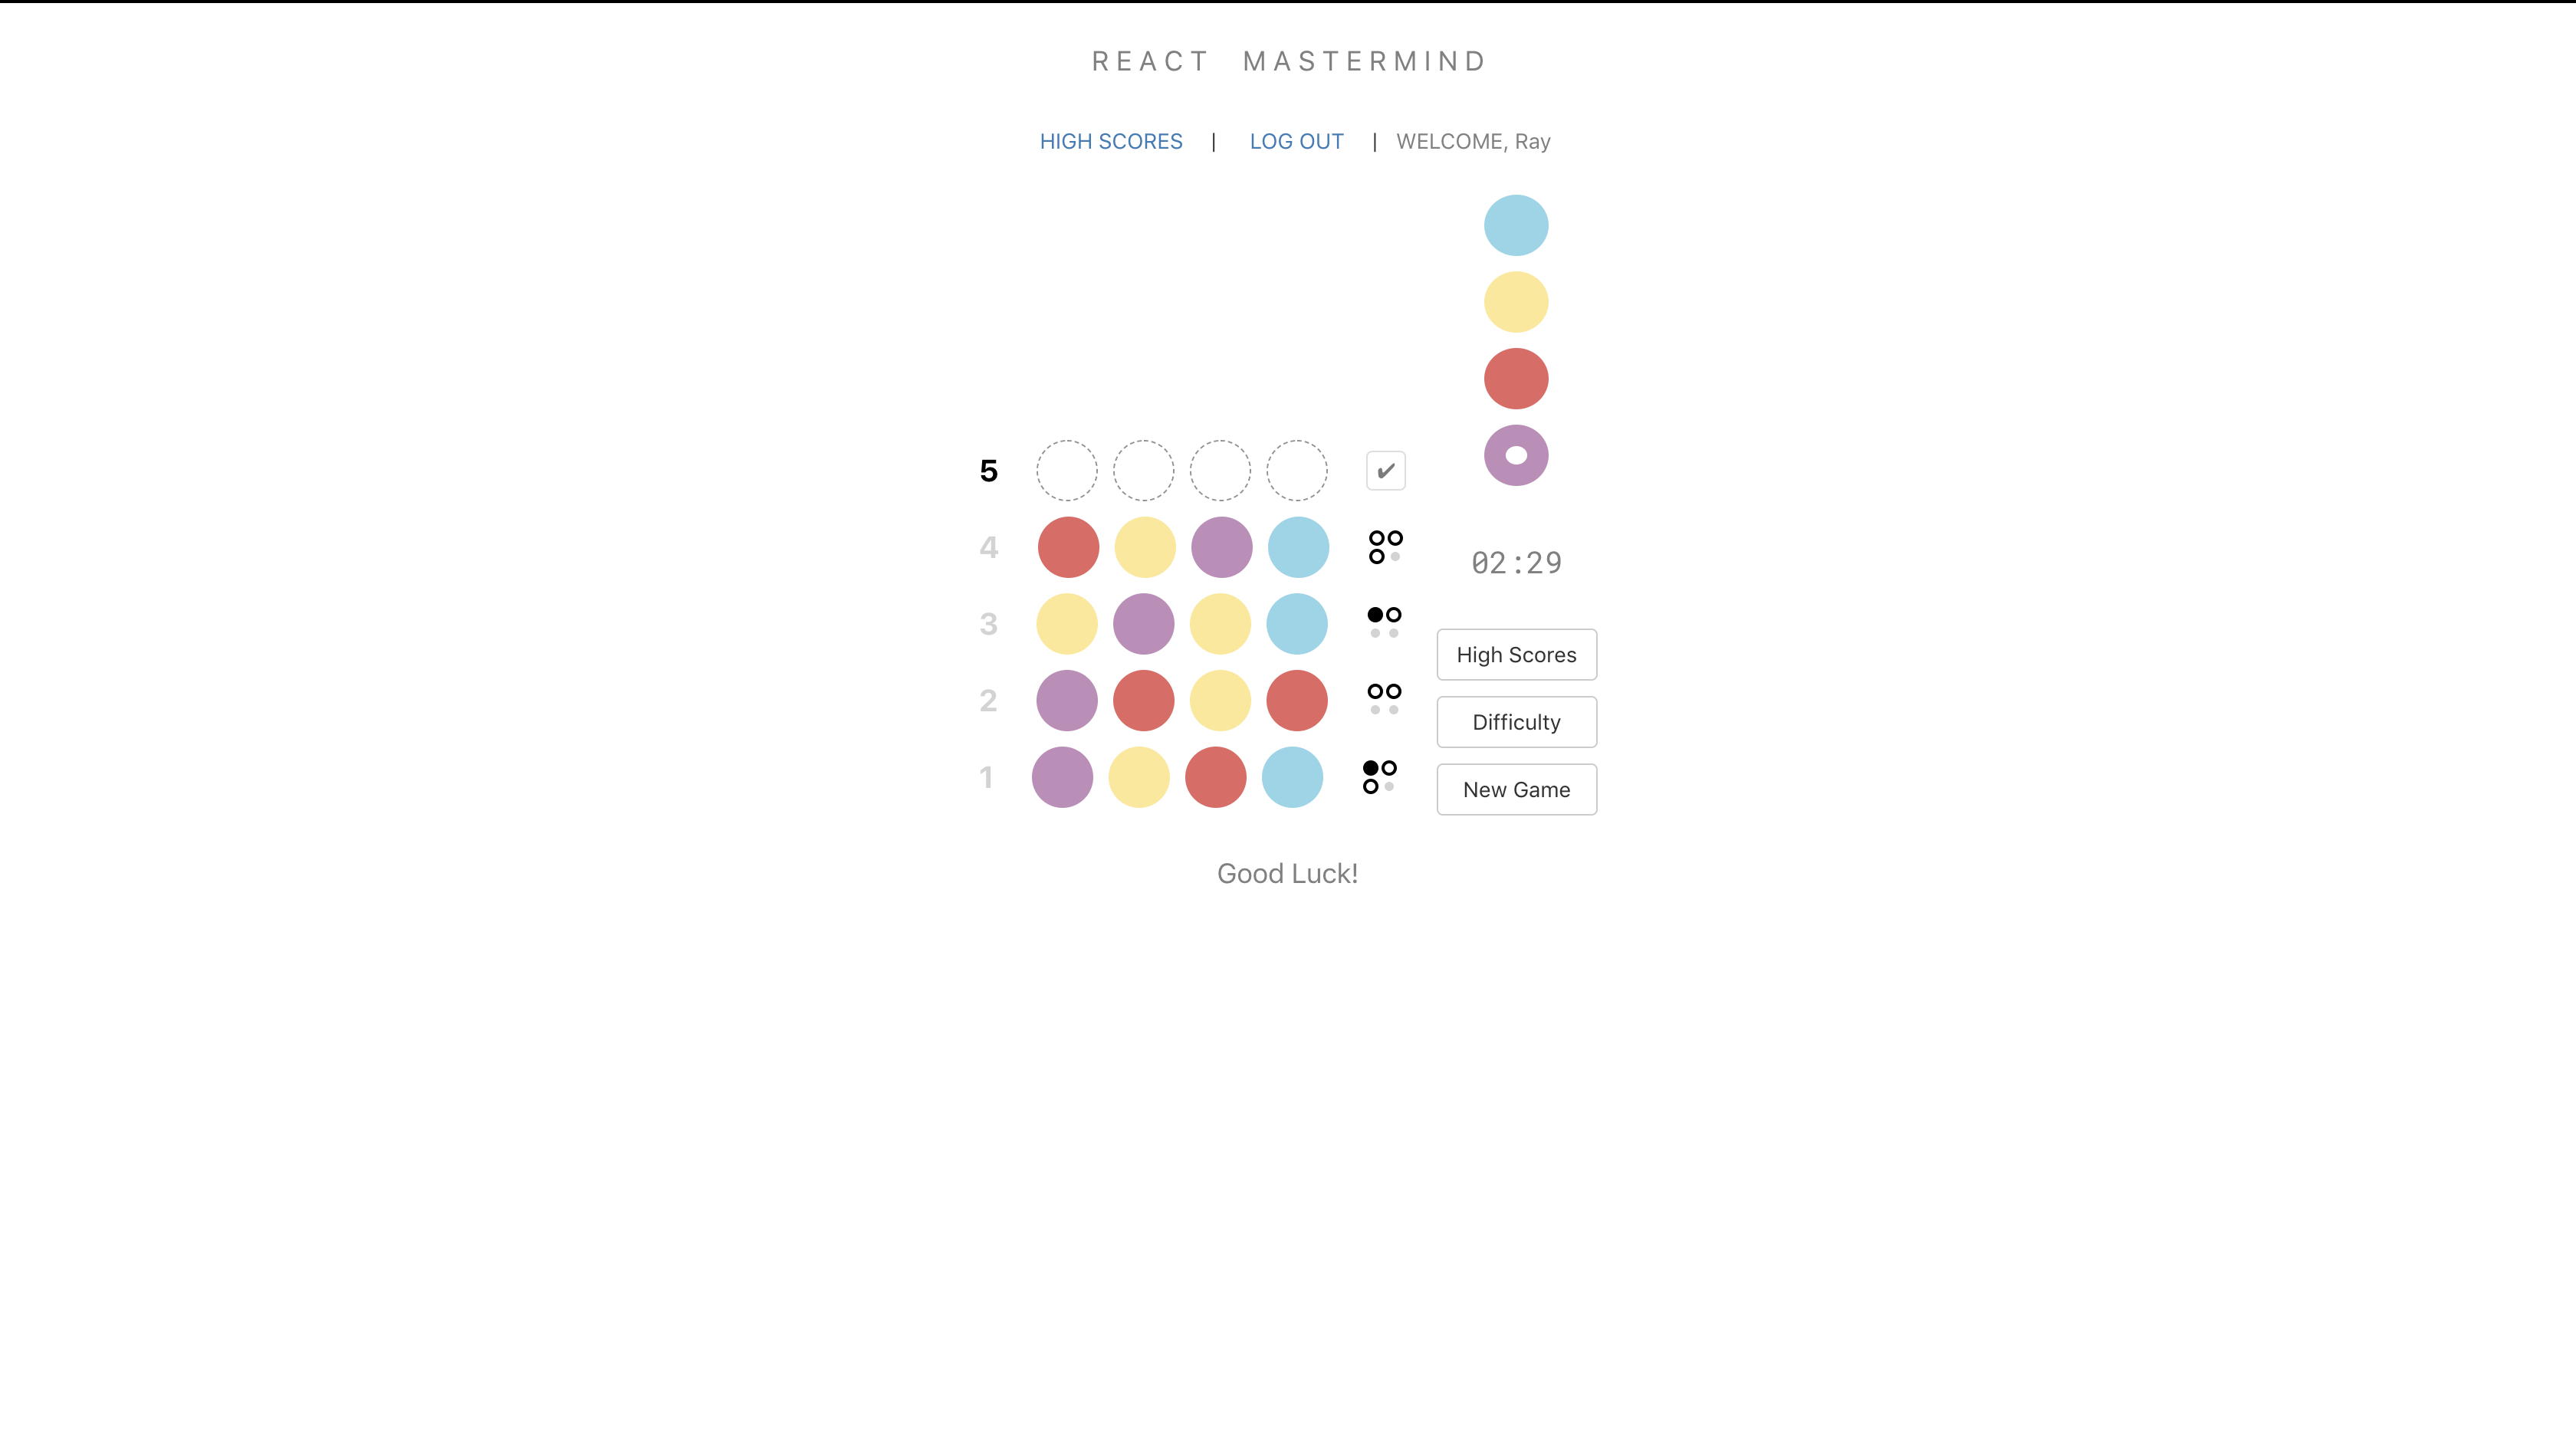 REACT MASTERMIND
HIGH SCORES | LOG OUT | WELCOME, Ray
5 ✔
4
02:29
3
High Scores
2
Difficulty
1
New Game
Good Luck!